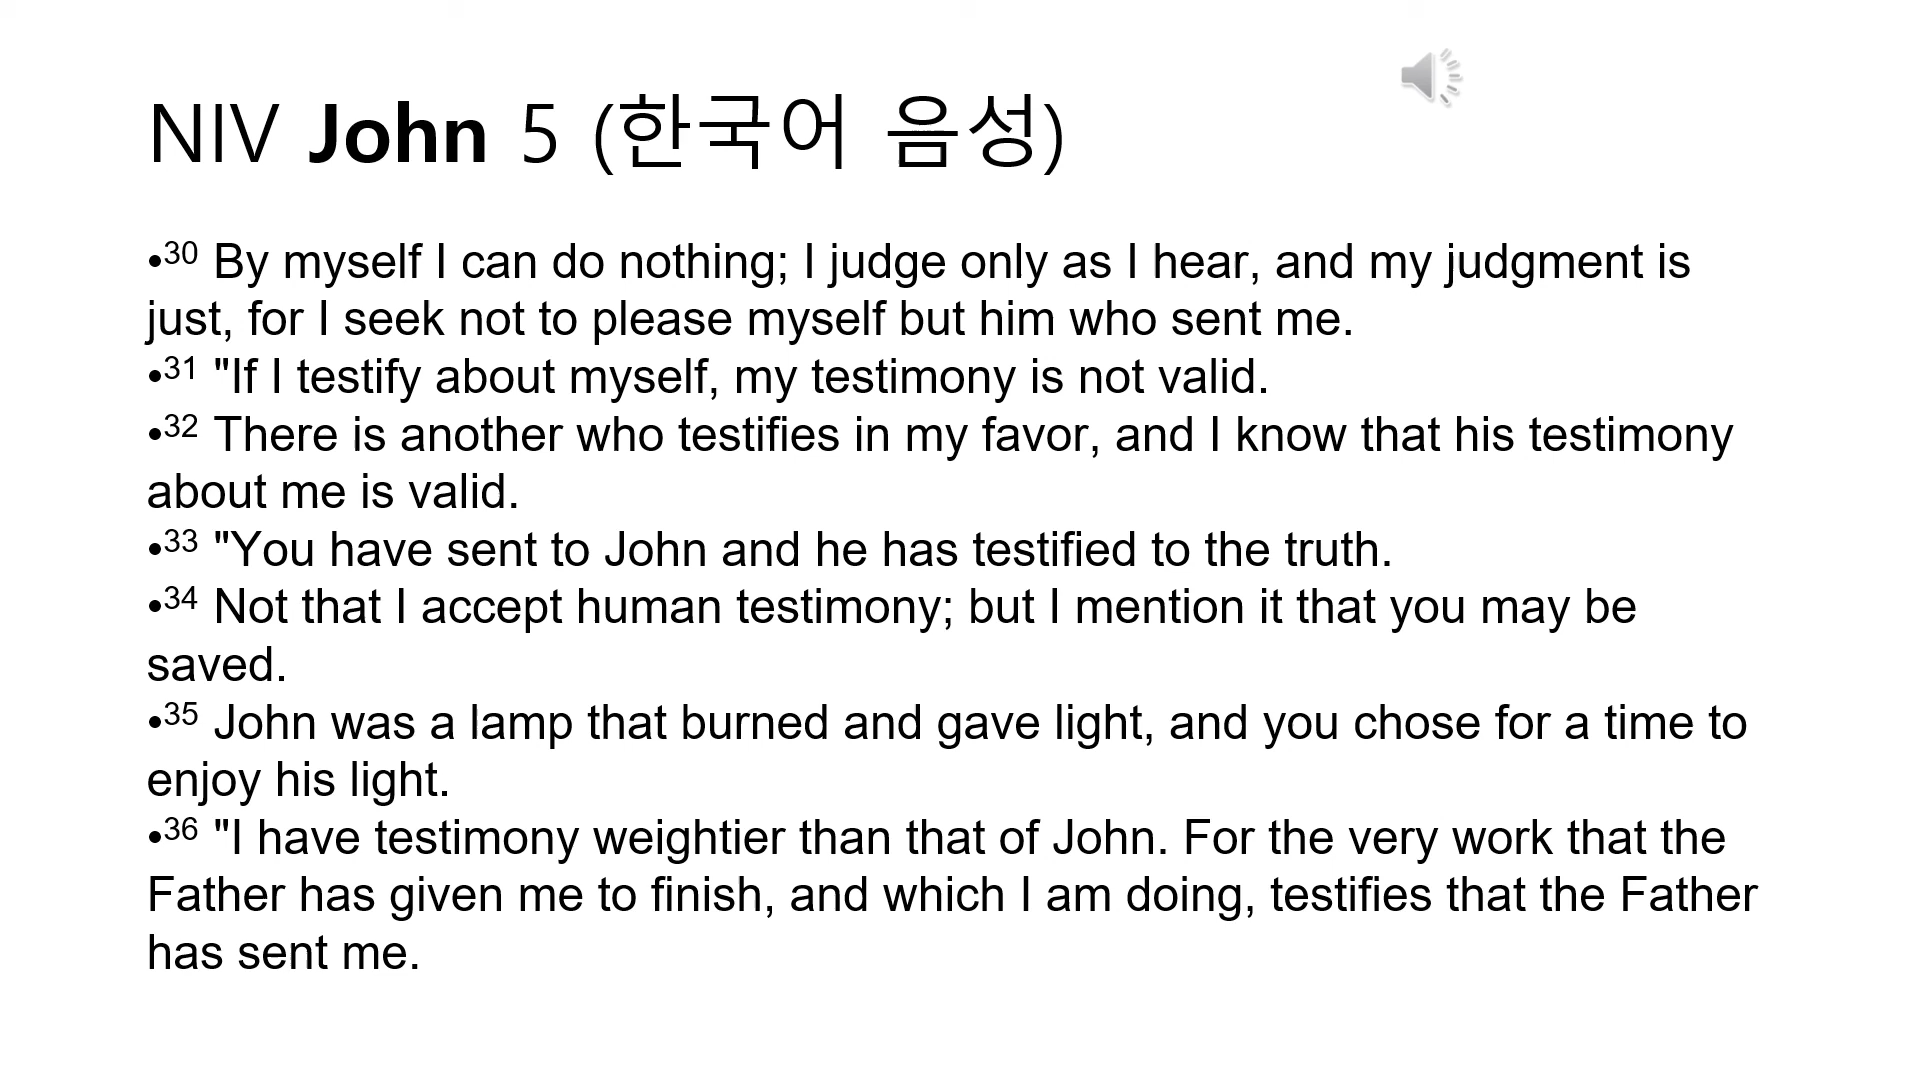 NIV John 5 (한국어 음성)
•30 By myself I can do nothing; I judge only as I hear, and my judgment is
just, for I seek not to please myself but him who sent me.
•31 "If I testify about myself, my testimony is not valid.
•32 There is another who testifies in my favor, and I know that his testimony
about me is valid.
•33 "You have sent to John and he has testified to the truth.
•34 Not that I accept human testimony; but I mention it that you may be
saved.
•35 John was a lamp that burned and gave light, and you chose for a time to
enjoy his light.
•36 "I have testimony weightier than that of John. For the very work that the
Father has given me to finish, and which I am doing, testifies that the Father
has sent me.